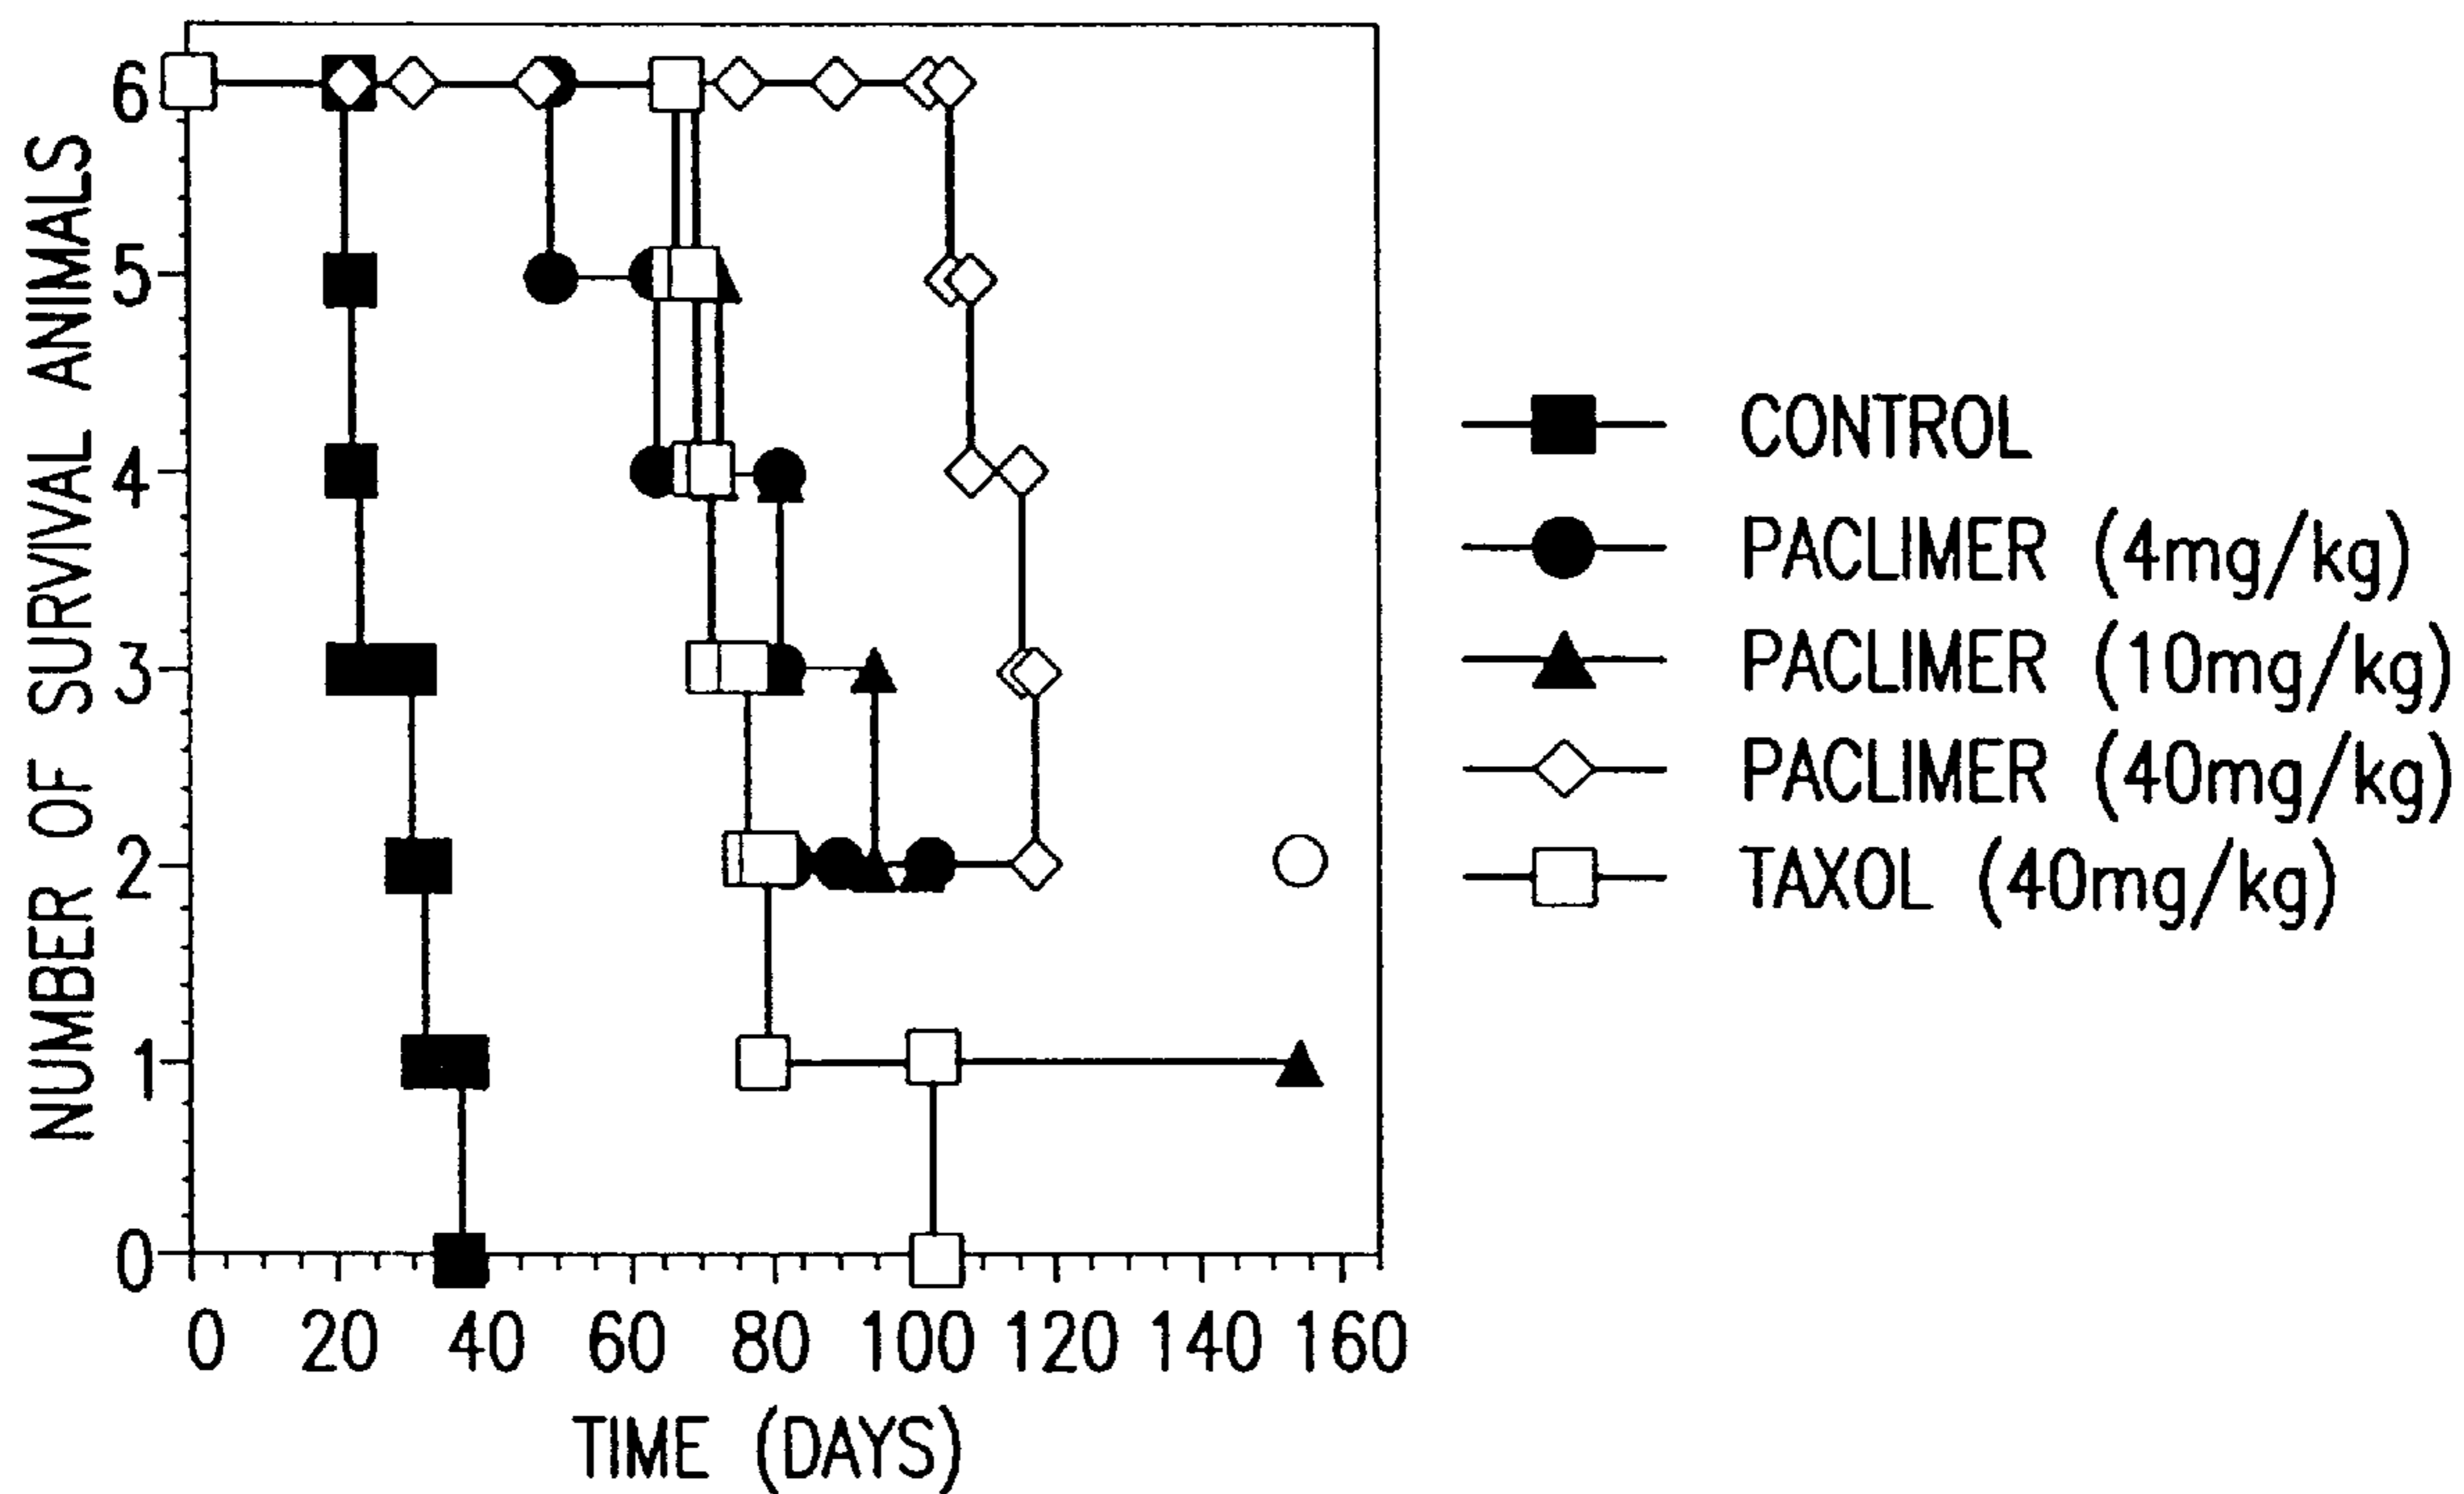 NUMBER OF SURVIVAL ANIMALS
6
5
4
3
2
1
0
0 20 40 60 80 100 120 140 160
TIME (DAYS)
CONTROL
PACLIMER (4mg/kg)
PACLIMER (10mg/kg)
PACLIMER (40mg/kg)
TAXOL (40mg/kg)